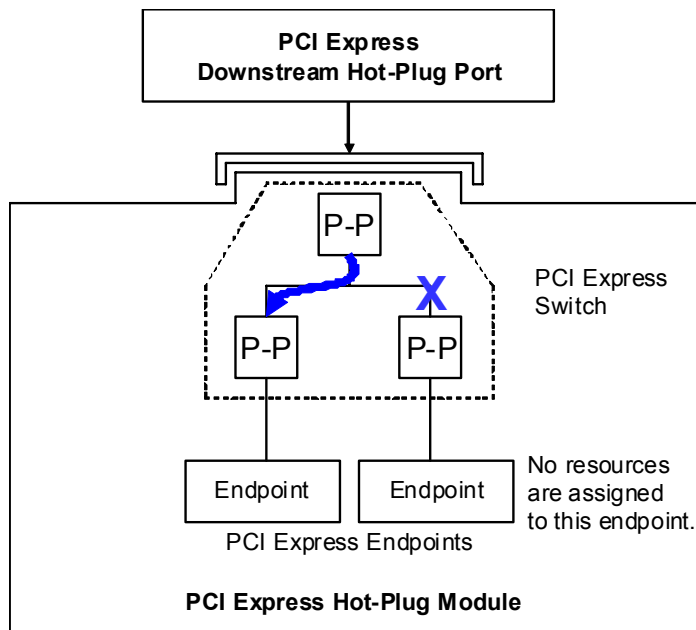 PCI Express
Downstream Hot-Plug Port
P-P
PCI Express
Switch
X
P-P
P-P
Endpoint
Endpoint
No resources
are assigned
to this endpoint.
PCI Express Endpoints
PCI Express Hot-Plug Module